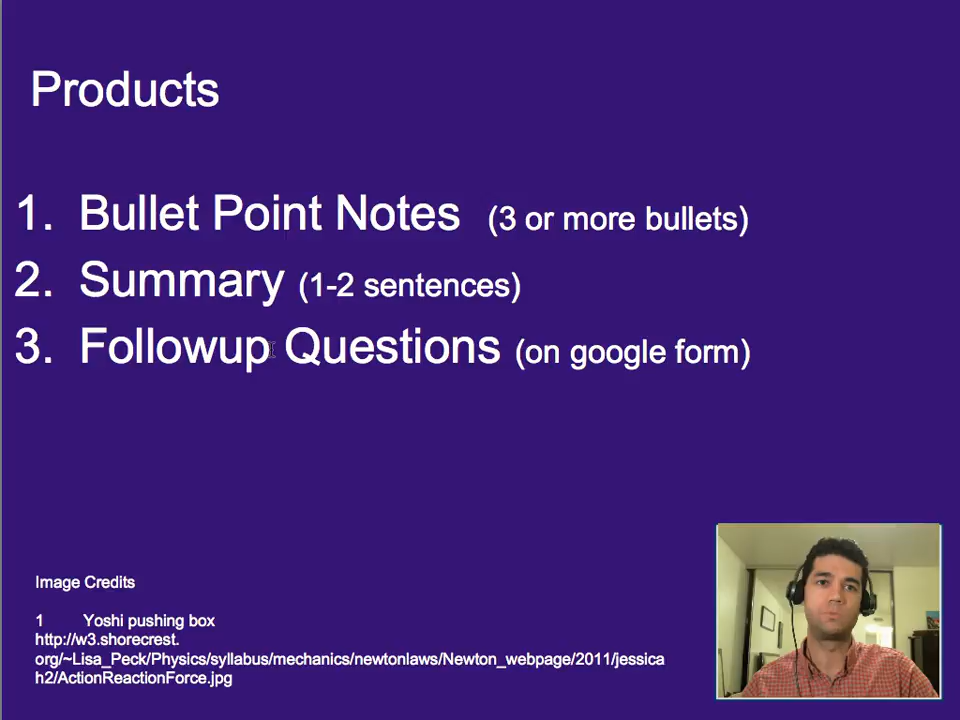 Products
1. Bullet Point Notes (3 or more bullets)
2. Summary (1-2 sentences)
3. Followup Questions (on google form)
Image Credits
1 Yoshi pushing box
http://w3.shorecrest.
org/~Lisa_Peck/Physics/syllabus/mechanics/newtonlaws/Newton_webpage/2011/jessica
h2/ActionReactionForce.jpg